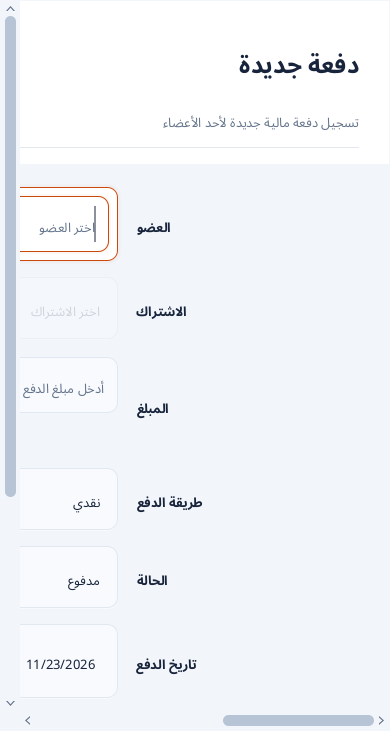 دفعة جديدة
تسجيل دفعة مالية جديدة لأحد الأعضاء
العضو
اختر العضو
الاشتراك
اختر الاشتراك
المبلغ
أدخل مبلغ الدفع
طريقة الدفع
نقدي
الحالة
مدفوع
تاريخ الدفع
11/23/2026